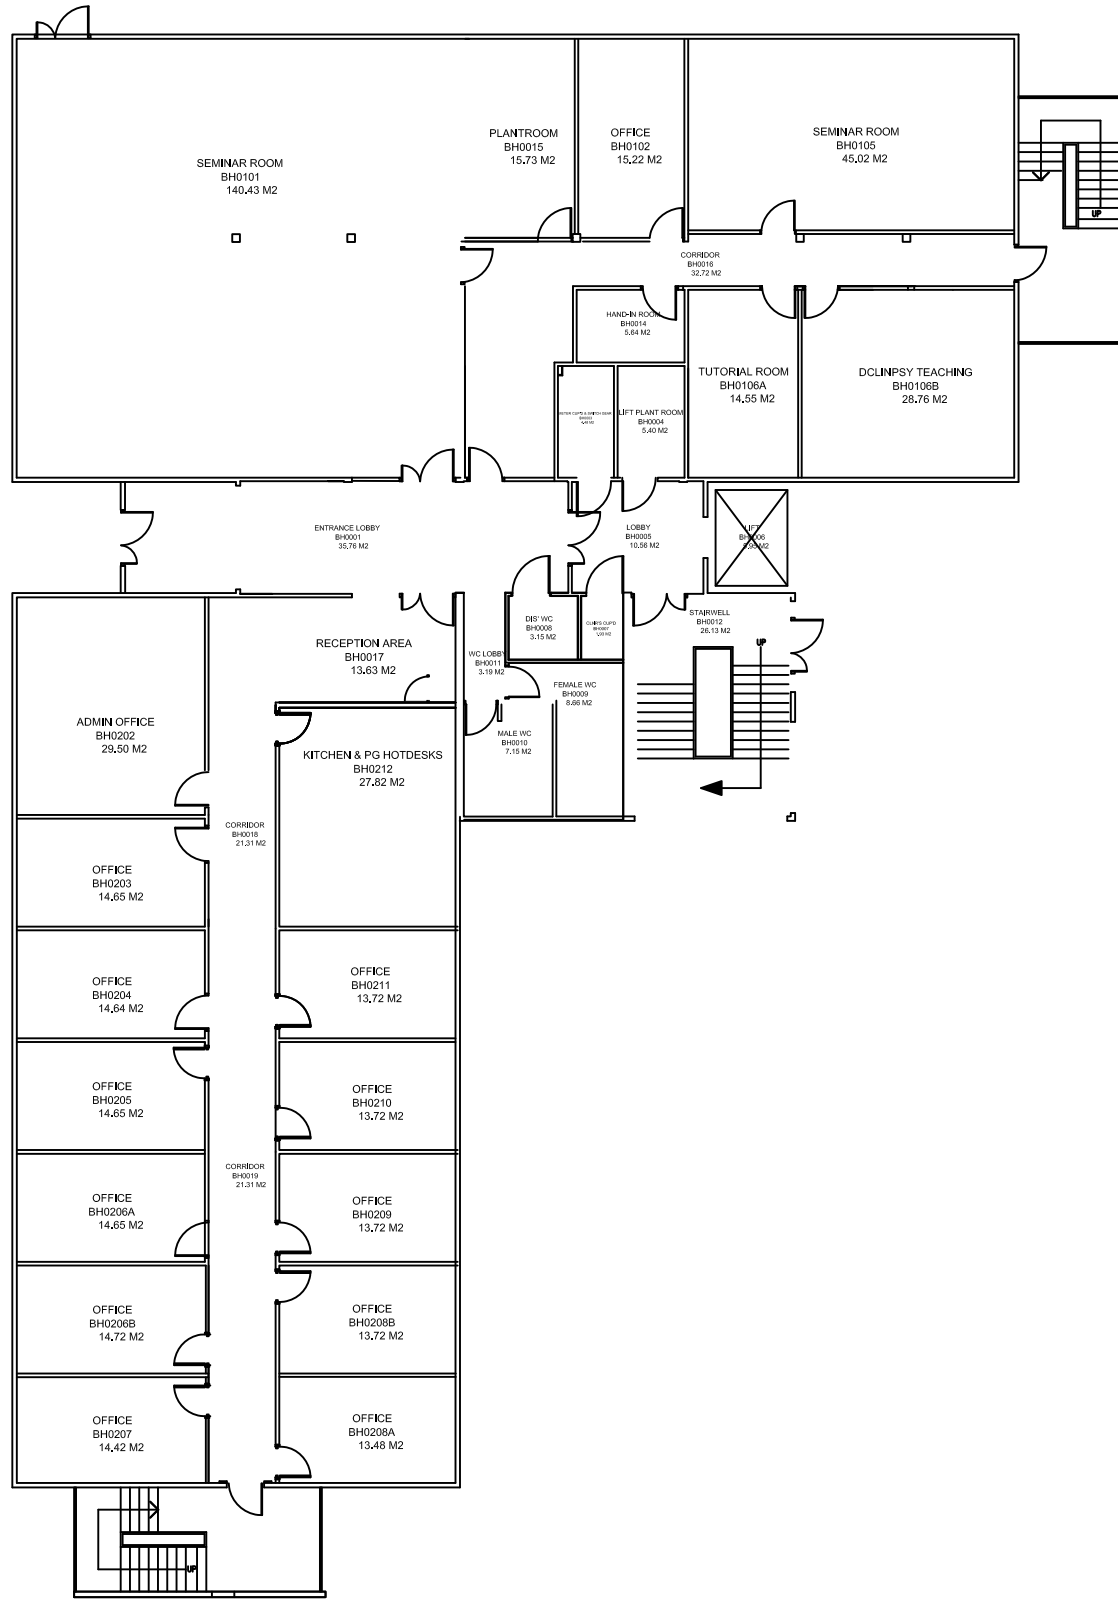 SEMINAR ROOM
BH0101
140.43 M2
PLANTROOM
BH0015
15.73 M2
OFFICE
BH0102
15.22 M2
SEMINAR ROOM
BH0105
45.02 M2
UP
CORRIDOR
BH0016
32.72 M2
HAND-IN ROOM
BH0014
5.64 M2
TUTORIAL ROOM
BH0106A
14.55 M2
DCLINPSY TEACHING
BH0106B
28.76 M2
LIFT PLANT ROOM
BH0004
5.40 M2
ENTRANCE LOBBY
BH0001
35.76 M2
LOBBY
BH0005
10.56 M2
LIFT
STAIRWELL
BH0012
26.13 M2
UP
DIS' WC
BH0008
3.15 M2
CLNR'S CUP'D
BH0007
RECEPTION AREA
BH0017
13.63 M2
WC LOBBY
BH0011
3.19 M2
FEMALE WC
BH0009
8.66 M2
MALE WC
BH0010
7.15 M2
ADMIN OFFICE
BH0202
29.50 M2
KITCHEN & PG HOTDESKS
BH0212
27.82 M2
CORRIDOR
BH0018
21.31 M2
OFFICE
BH0203
14.65 M2
OFFICE
BH0204
14.64 M2
OFFICE
BH0211
13.72 M2
OFFICE
BH0205
14.65 M2
OFFICE
BH0210
13.72 M2
CORRIDOR
BH0019
21.31 M2
OFFICE
BH0206A
14.65 M2
OFFICE
BH0209
13.72 M2
OFFICE
BH0206B
14.72 M2
OFFICE
BH0208B
13.72 M2
OFFICE
BH0207
14.42 M2
OFFICE
BH0208A
13.48 M2
UP